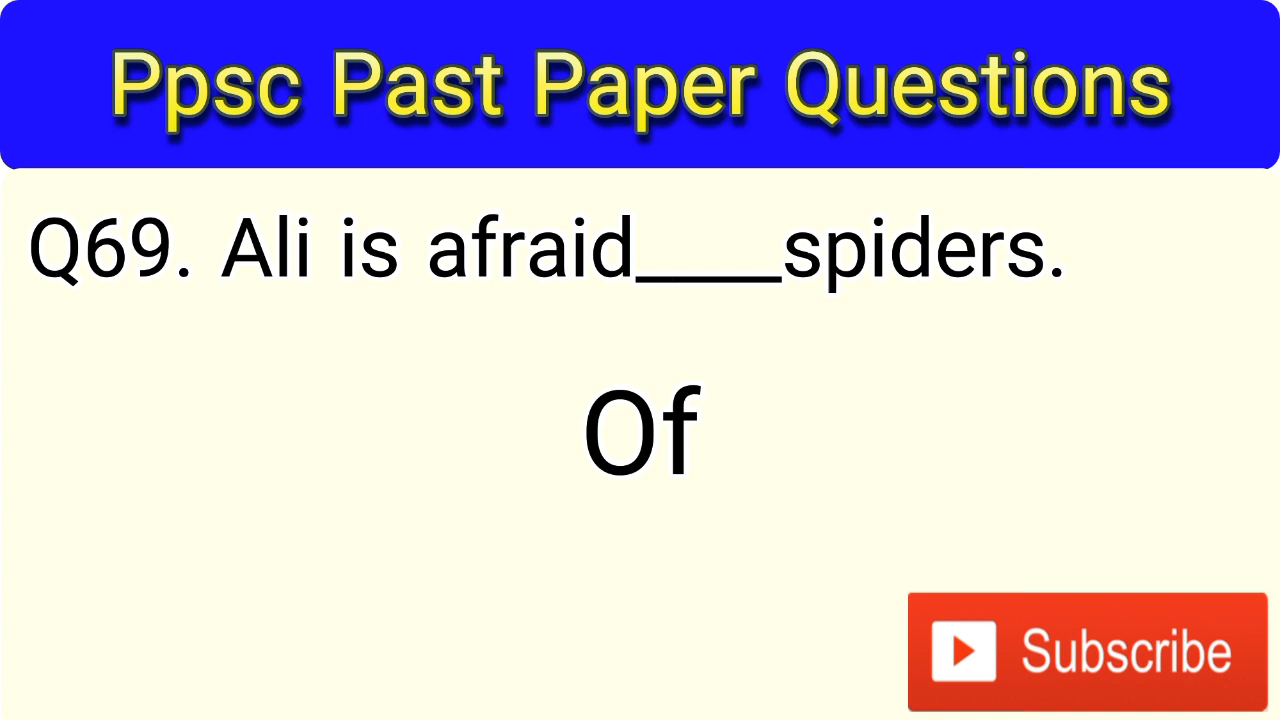 Ppsc Past Paper Questions
Q69. Ali is afraid____spiders.
Of
Subscribe